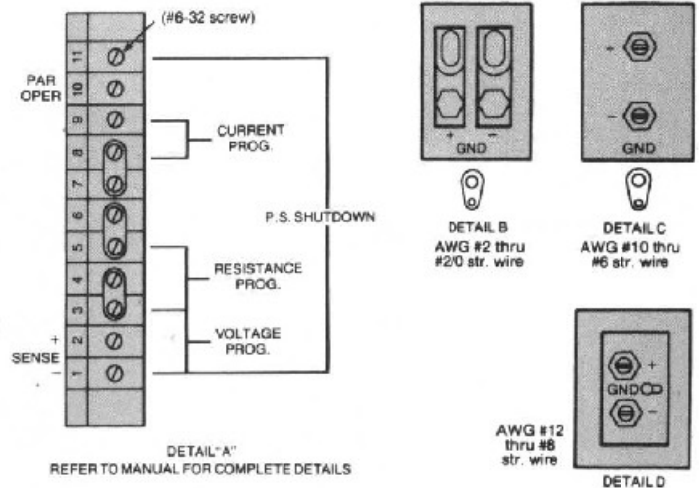 (#6-32 screw)
11
PAR
OPER
10
9
CURRENT
PROG.
8
7
6
P.S. SHUTDOWN
5
RESISTANCE
PROG.
4
3
+
2
VOLTAGE
PROG.
SENSE
-
1
DETAIL "A"
REFER TO MANUAL FOR COMPLETE DETAILS
+ -
GND
DETAIL B
AWG #2 thru
#2/0 str. wire
-
-
GND
DETAIL C
AWG #10 thru
#6 str. wire
+
GND
-
AWG #12
thru #8
str. wire
DETAIL D